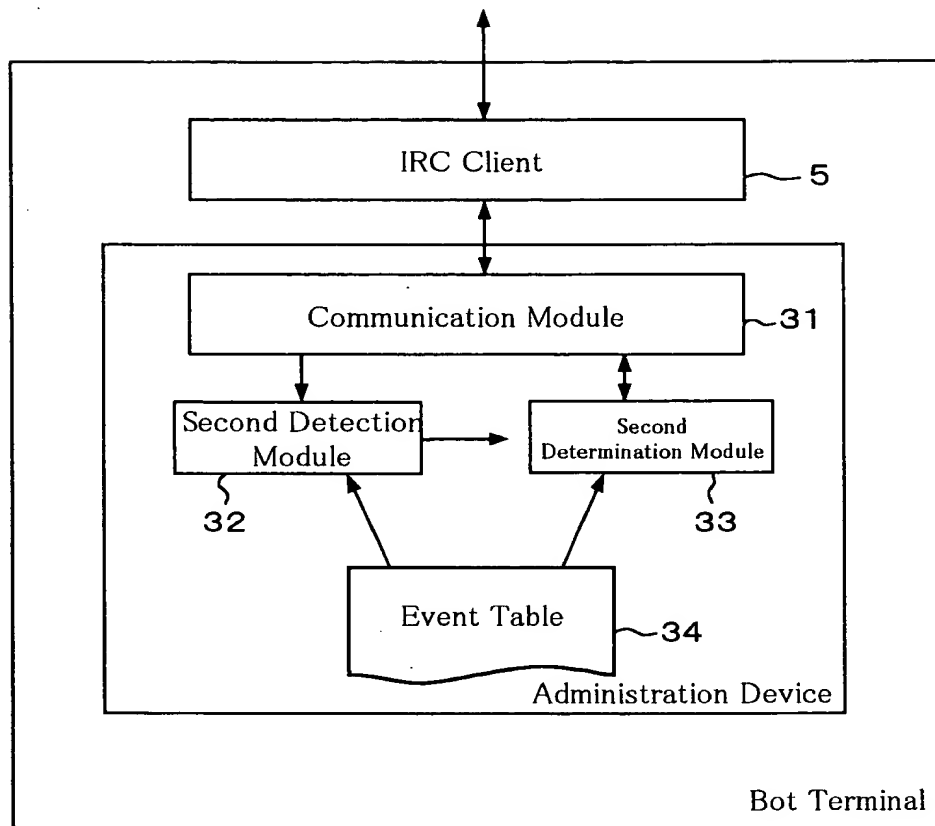 IRC Client
5
Communication Module
31
Second Detection
Module
32
Second
Determination Module
33
Event Table
34
Administration Device
Bot Terminal